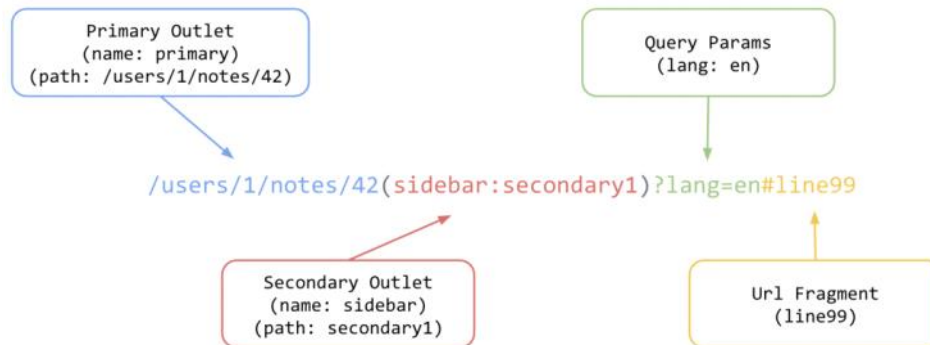 Primary Outlet
(name: primary)
(path: /users/1/notes/42)
Query Params
(lang: en)
/users/1/notes/42(sidebar:secondary1)?lang=en#line99
Secondary Outlet
(name: sidebar)
(path: secondary1)
Url Fragment
(line99)